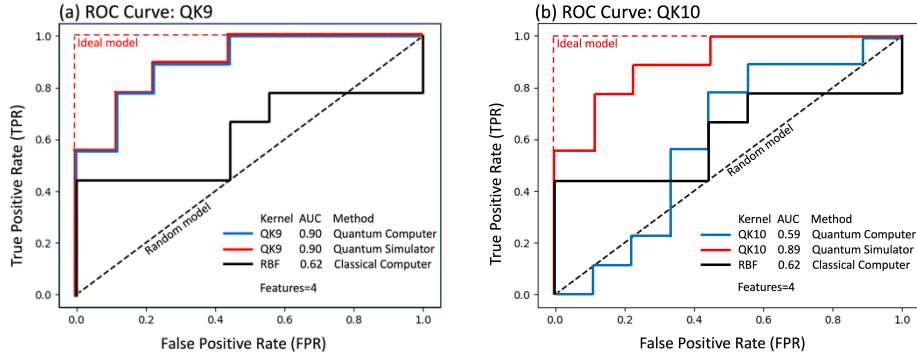 (a) ROC Curve: QK9
True Positive Rate (TPR)
1.0
0.8
0.6
0.4
0.2
0.0
Ideal model
Random model
Kernel AUC Method
QK9 0.90 Quantum Computer
QK9 0.90 Quantum Simulator
RBF 0.62 Classical Computer
Features=4
0.0 0.2 0.4 0.6 0.8 1.0
False Positive Rate (FPR)
(b) ROC Curve: QK10
True Positive Rate (TPR)
1.0
0.8
0.6
0.4
0.2
0.0
Ideal model
Random model
Kernel AUC Method
QK10 0.59 Quantum Computer
QK10 0.89 Quantum Simulator
RBF 0.62 Classical Computer
Features=4
0.0 0.2 0.4 0.6 0.8 1.0
False Positive Rate (FPR)